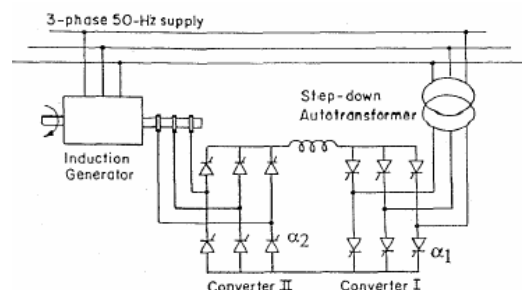 3-phase 50-Hz supply
Step-down
Autotransformer
Induction
Generator
α2
α1
Converter II
Converter I